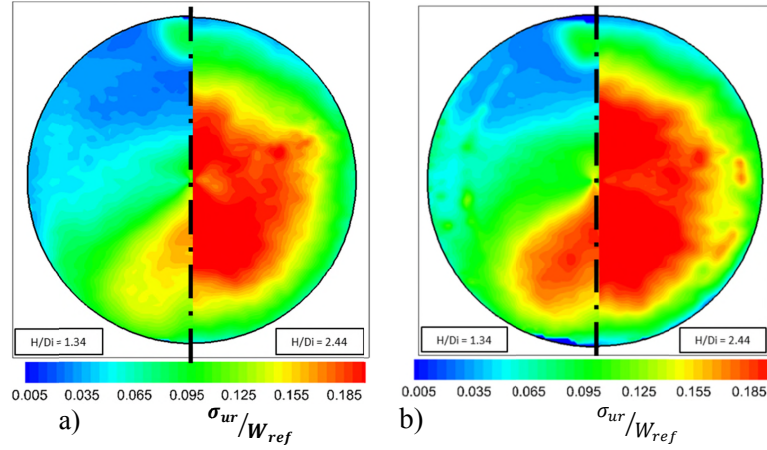 H/Di = 1.34
H/Di = 2.44
0.005 0.035 0.065 0.095 0.125 0.155 0.185
a)
σur/Wref
H/Di = 1.34
H/Di = 2.44
0.005 0.035 0.065 0.095 0.125 0.155 0.185
b)
σur/Wref